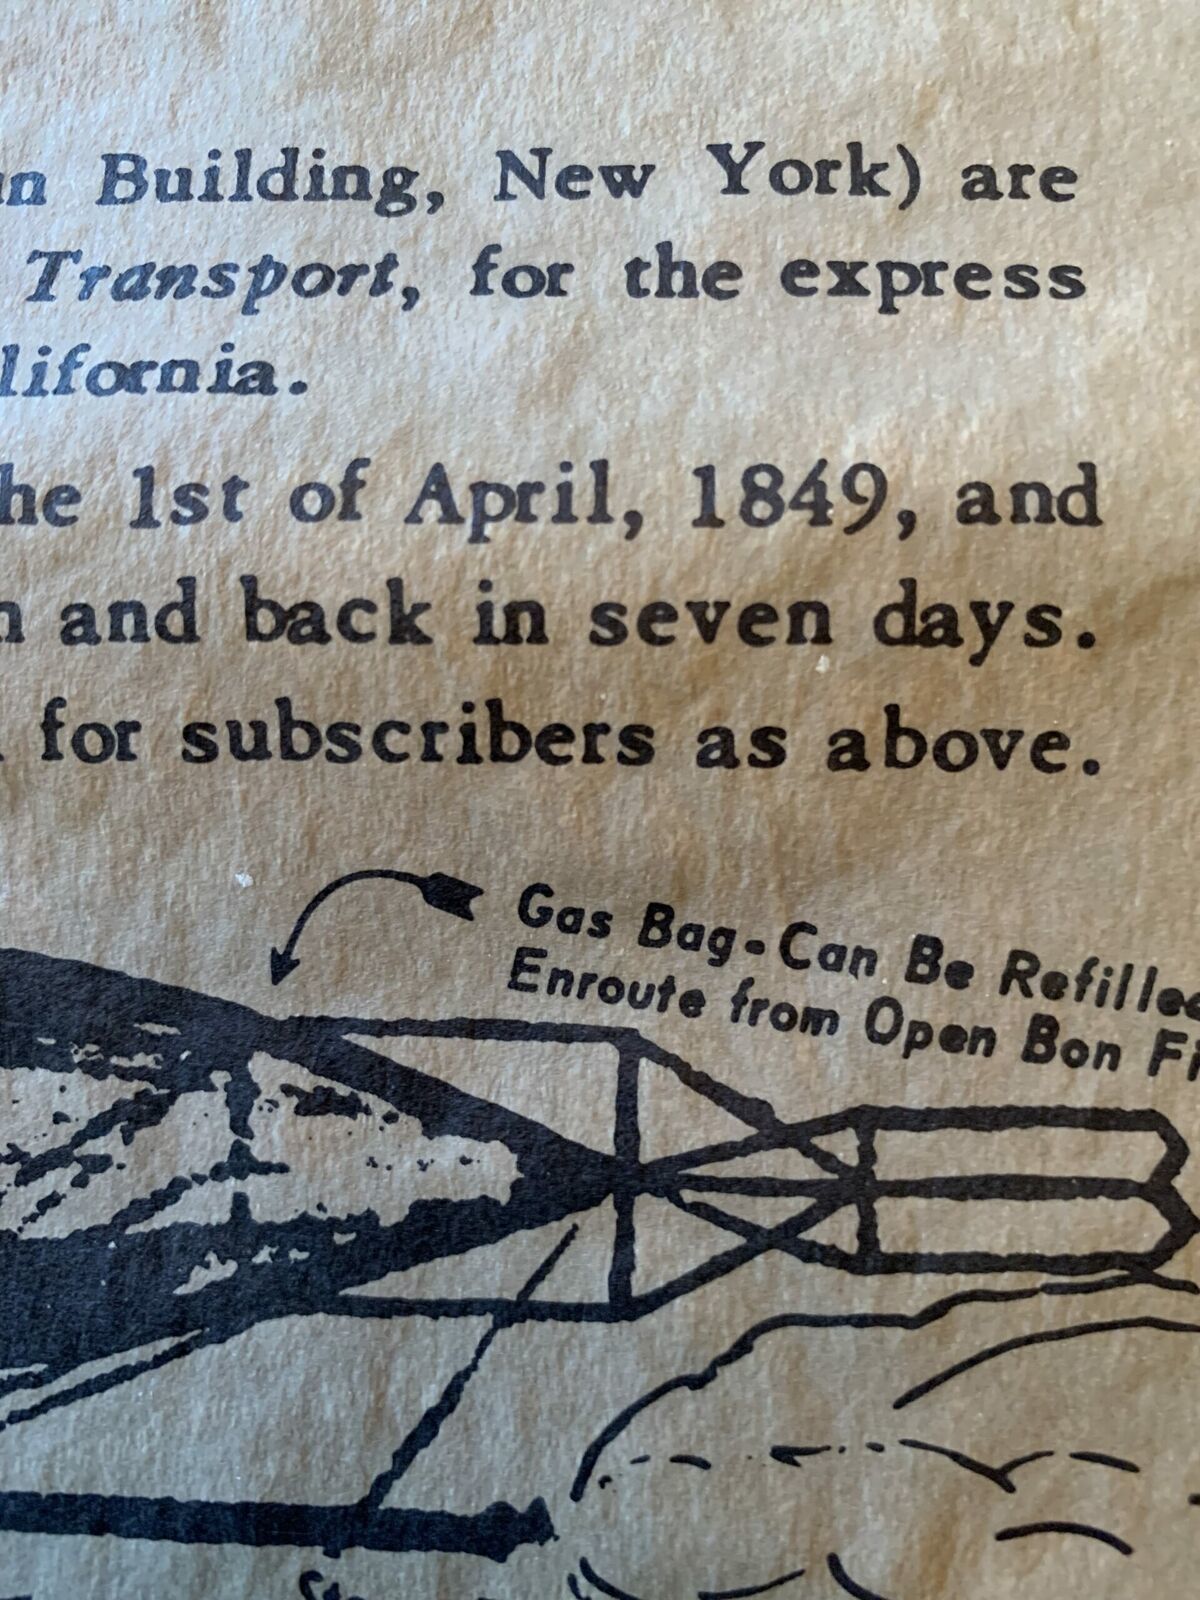 Building, New York) are
Transport, for the express
lifornia.
he 1st of April, 1849, and
and back in seven days.
for subscribers as above.
Gas Bag-Can Be Refille
Enroute from Open Bon Fi